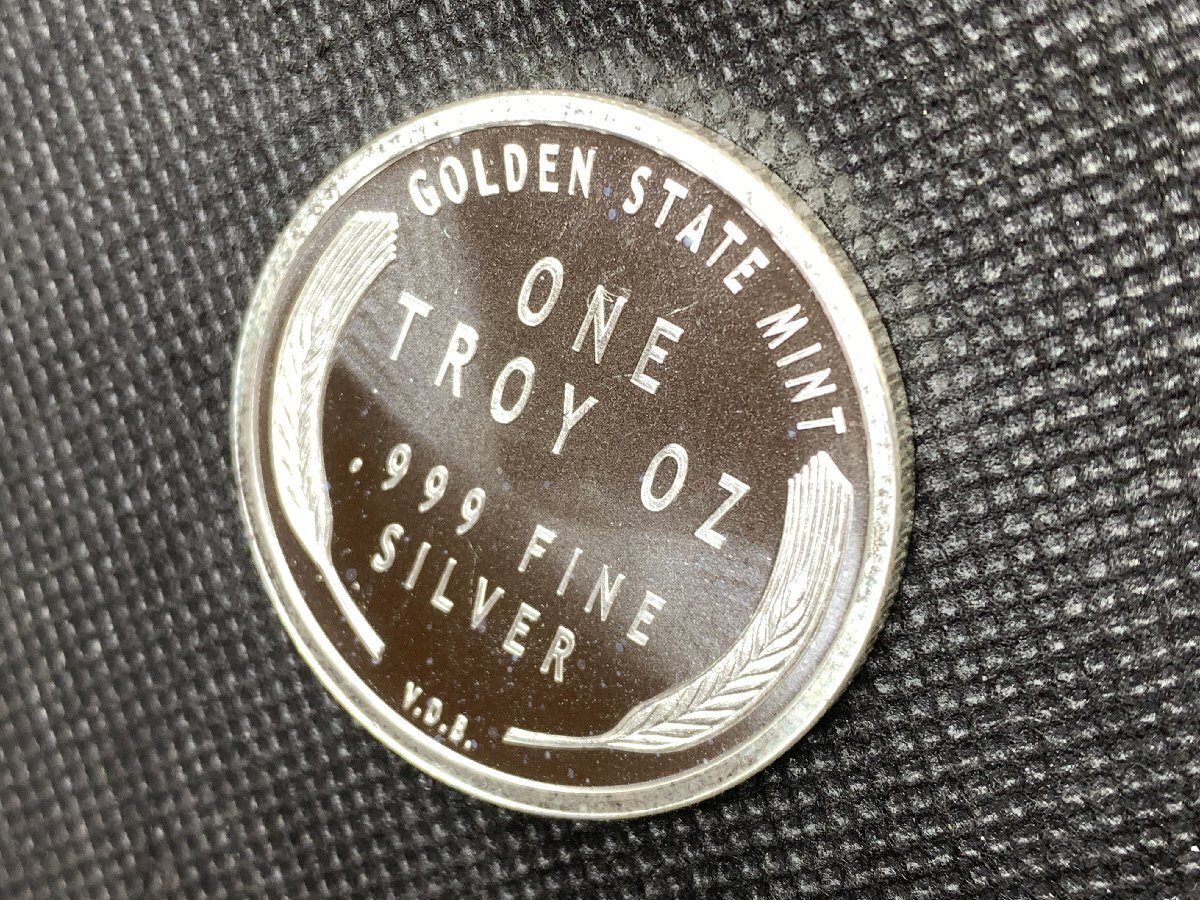 GOLDEN STATE MINT
ONE
TROY OZ
.999 FINE
SILVER
V.D.B.